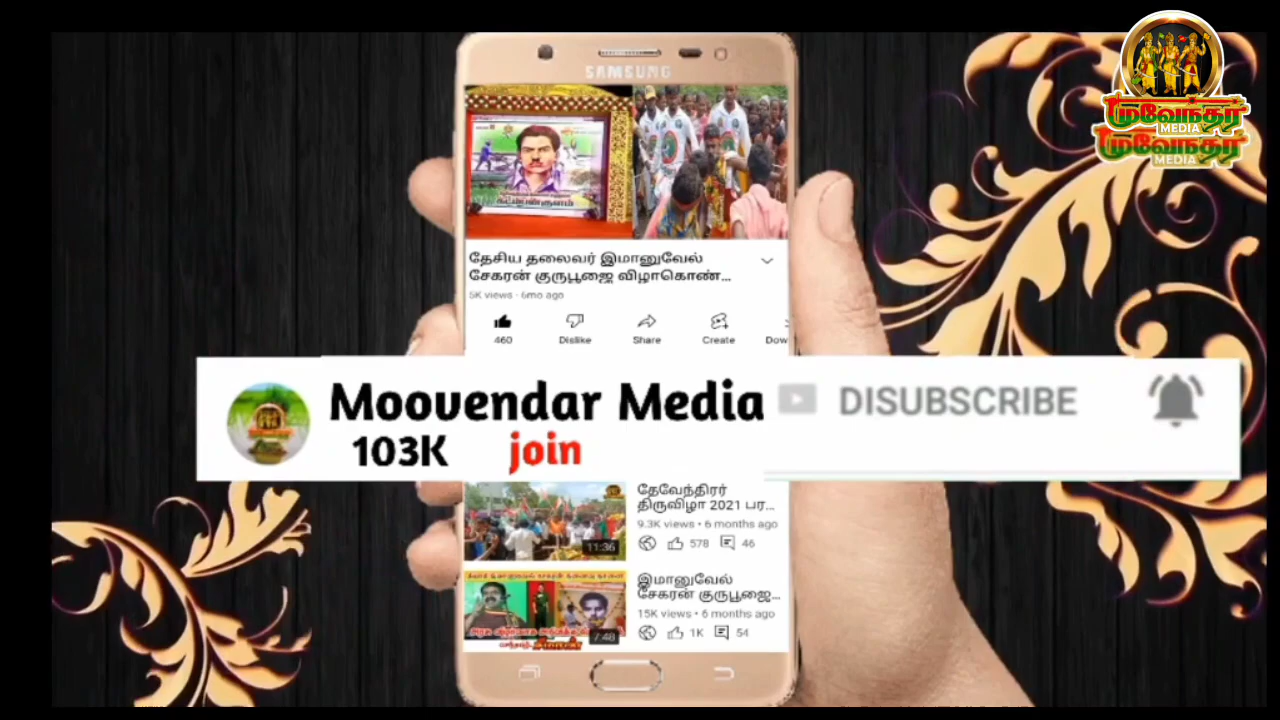 மூவேந்தர்
MEDIA
மூவேந்தர்
MEDIA
SAMSUNG
தேசிய தலைவர் இமானுவேல்
சேகரன் குருபூஜை விழாகொண்...
5K views · 6mo ago
460 Dislike Share Create Dow
Moovendar Media
DISUBSCRIBE
103K join
தேவேந்திரர்
திருவிழா 2021 பர...
9.3K views • 6 months ago
578 46
11:36
இமானுவேல்
சேகரன் குருபூஜை...
15K views • 6 months ago
1K 54
7:48